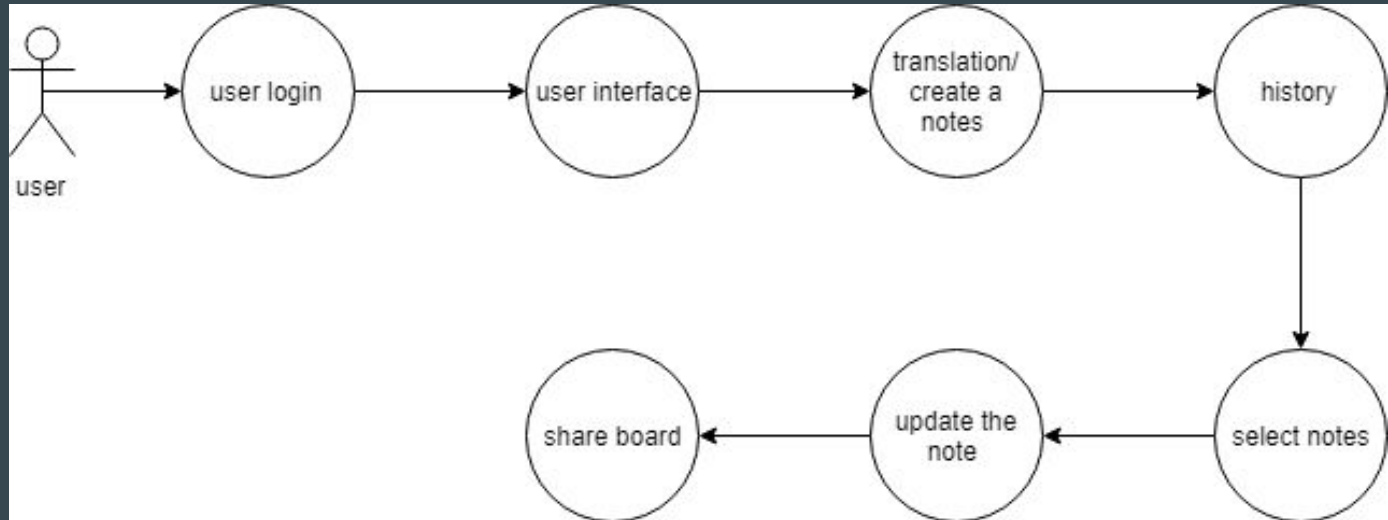 user login
user interface
translation/
create a
notes
history
user
share board
update the
note
select notes